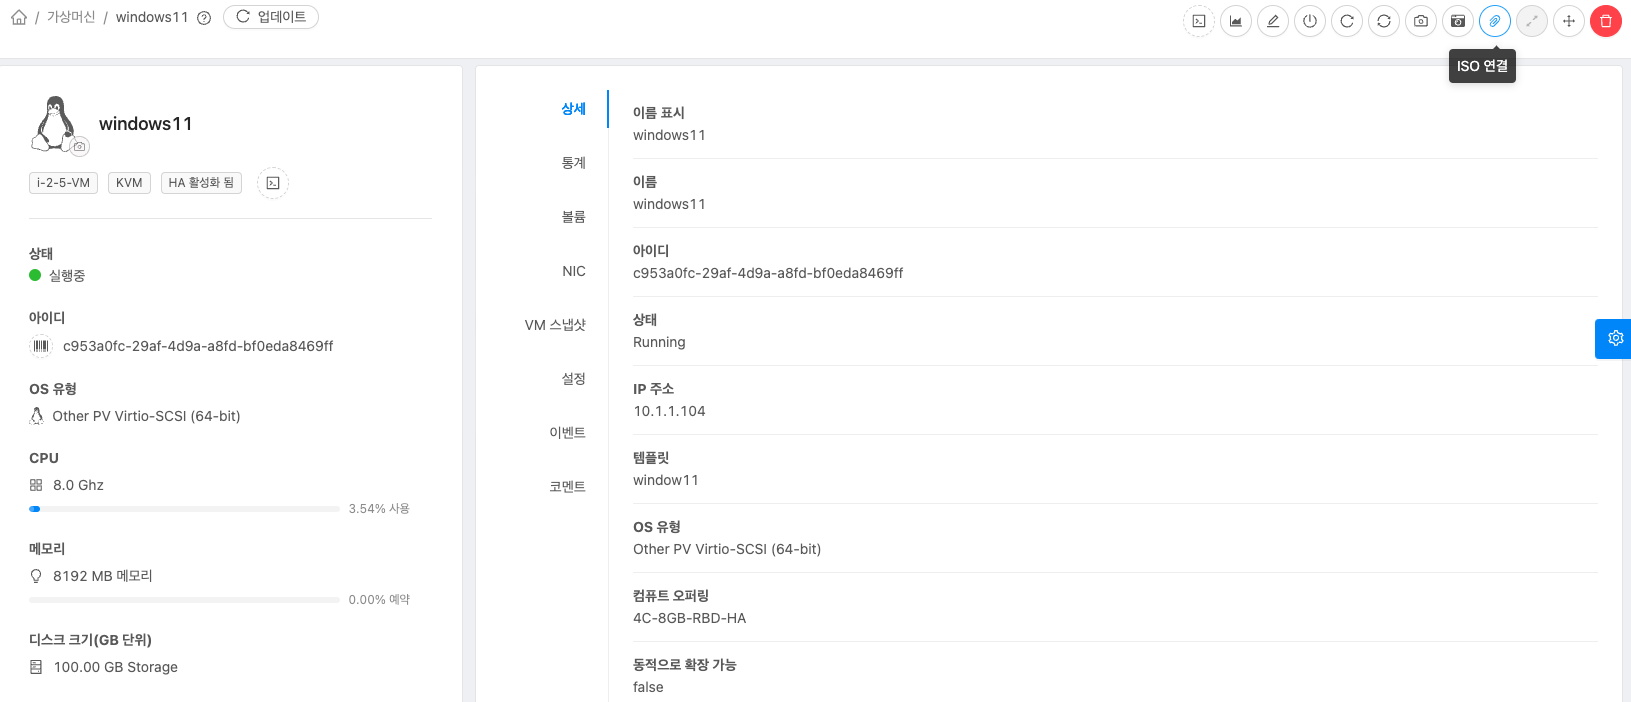 / 가상머신 / windows11 업데이트
ISO 연결
windows11
i-2-5-VM KVM HA 활성화 됨
상태
실행중
아이디
c953a0fc-29af-4d9a-a8fd-bf0eda8469ff
OS 유형
Other PV Virtio-SCSI (64-bit)
CPU
8.0 Ghz
3.54% 사용
메모리
8192 MB 메모리
0.00% 예약
디스크 크기(GB 단위)
100.00 GB Storage
상세
통계
볼륨
NIC
VM 스냅샷
설정
이벤트
코멘트
이름 표시
windows11
이름
windows11
아이디
c953a0fc-29af-4d9a-a8fd-bf0eda8469ff
상태
Running
IP 주소
10.1.1.104
템플릿
window11
OS 유형
Other PV Virtio-SCSI (64-bit)
컴퓨트 오퍼링
4C-8GB-RBD-HA
동적으로 확장 가능
false